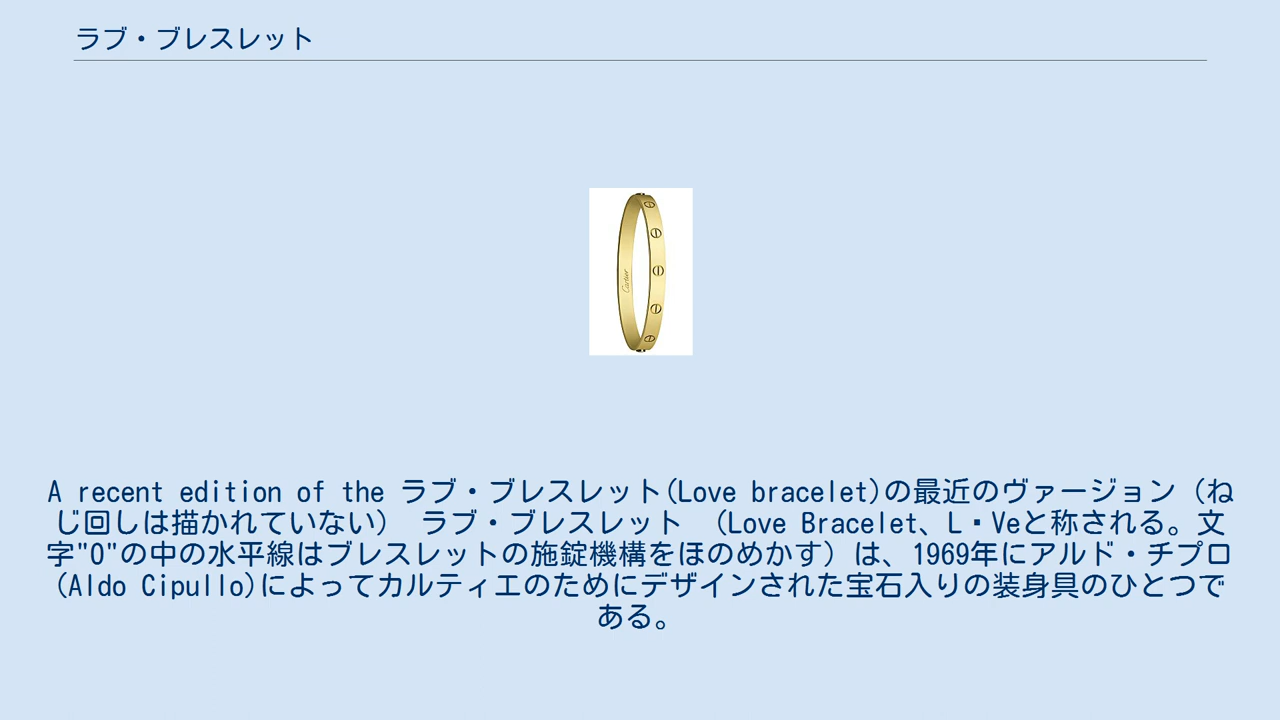 ラブ・ブレスレット
Cartier
A recent edition of the ラブ・ブレスレット(Love bracelet)の最近のヴァージョン（ね
じ回しは描かれていない）　ラブ・ブレスレット　（Love Bracelet、L▪Veと称される。文
字"O"の中の水平線はブレスレットの施錠機構をほのめかす）は、1969年にアルド・チプロ
(Aldo Cipullo)によってカルティエのためにデザインされた宝石入りの装身具のひとつで
ある。